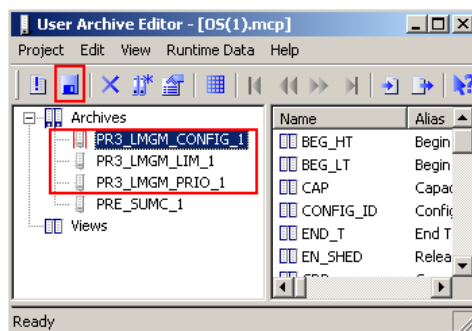 User Archive Editor - [OS(1).mcp]
Project Edit View Runtime Data Help
Archives
PR3_LMGM_CONFIG_1
PR3_LMGM_LIM_1
PR3_LMGM_PRIO_1
PRE_SUMC_1
Views
Name Alias
BEG_HT Begin
BEG_LT Begin
CAP Capac
CONFIG_ID Config
END_T End T
EN_SHED Relea
Ready